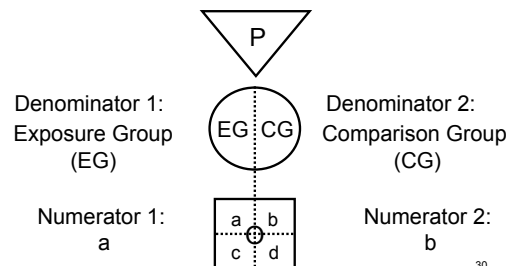 P
Denominator 1:
Exposure Group
(EG)
EG CG
Denominator 2:
Comparison Group
(CG)
Numerator 1:
a
a b
O
c d
Numerator 2:
b
30